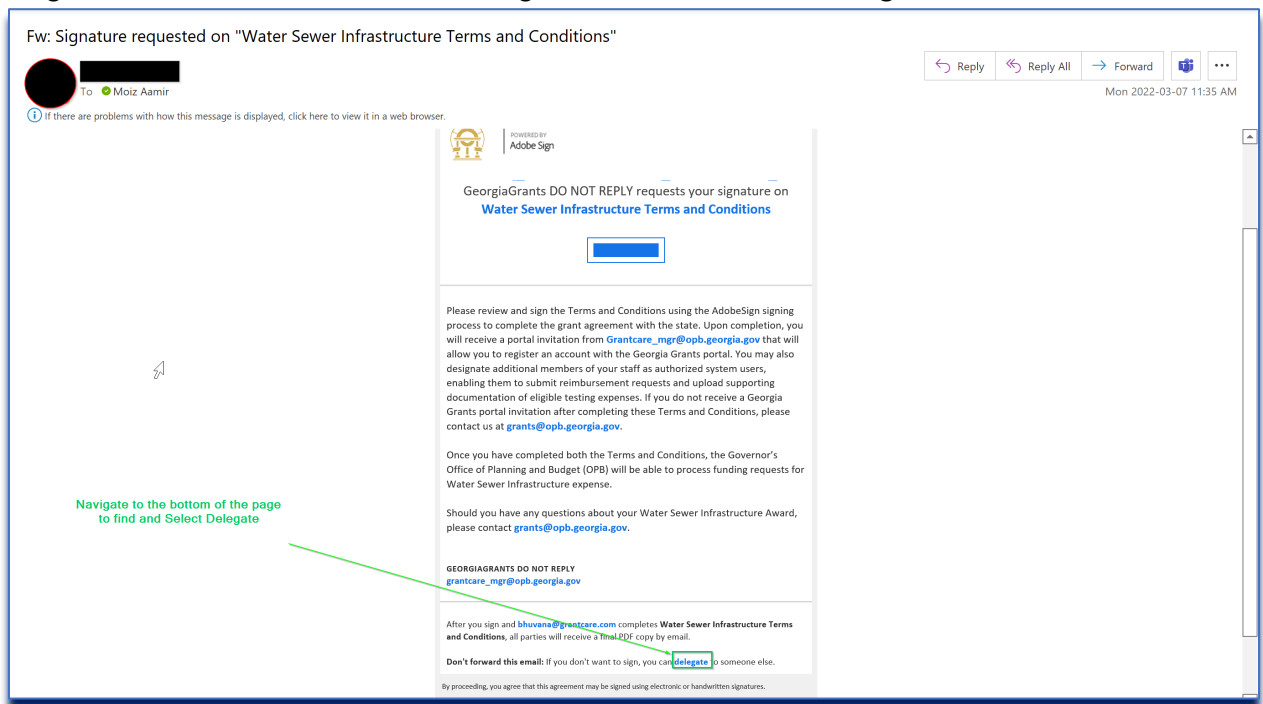 Fw: Signature requested on "Water Sewer Infrastructure Terms and Conditions"
To Moiz Aamir
Reply
Reply All
Forward
Mon 2022-03-07 11:35 AM
If there are problems with how this message is displayed, click here to view it in a web browser.
POWERED BY
Adobe Sign
GeorgiaGrants DO NOT REPLY requests your signature on
Water Sewer Infrastructure Terms and Conditions
Please review and sign the Terms and Conditions using the AdobeSign signing
process to complete the grant agreement with the state. Upon completion, you
will receive a portal invitation from Grantcare_mgr@opb.georgia.gov that will
allow you to register an account with the Georgia Grants portal. You may also
designate additional members of your staff as authorized system users,
enabling them to submit reimbursement requests and upload supporting
documentation of eligible testing expenses. If you do not receive a Georgia
Grants portal invitation after completing these Terms and Conditions, please
contact us at grants@opb.georgia.gov.
Once you have completed both the Terms and Conditions, the Governor's
Office of Planning and Budget (OPB) will be able to process funding requests for
Water Sewer Infrastructure expense.
Should you have any questions about your Water Sewer Infrastructure Award,
please contact grants@opb.georgia.gov.
Navigate to the bottom of the page
to find and Select Delegate
GEORGIAGRANTS DO NOT REPLY
grantcare_mgr@opb.georgia.gov
After you sign and bhuvana@grantcare.com completes Water Sewer Infrastructure Terms
and Conditions, all parties will receive a final PDF copy by email.
Don't forward this email: If you don't want to sign, you can delegate to someone else.
By proceeding, you agree that this agreement may be signed using electronic or handwritten signatures.